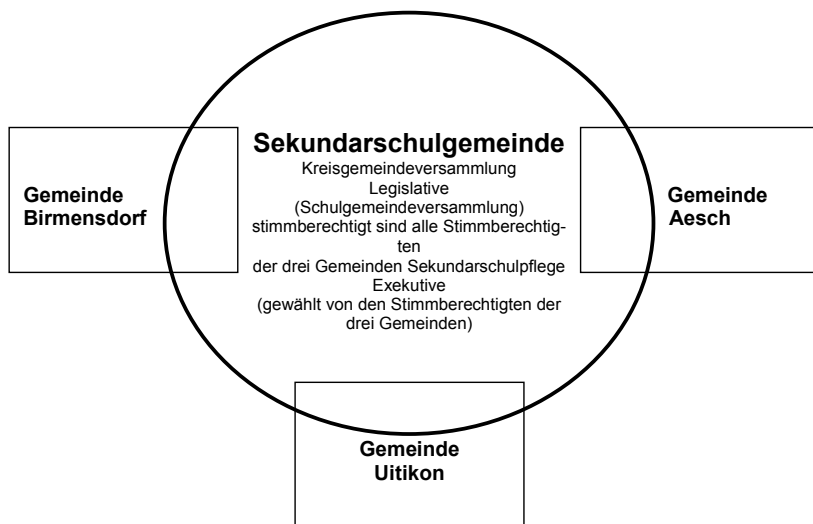 Sekundarschulgemeinde
Kreisgemeindeversammlung
Legislative
(Schulgemeindeversammlung)
stimmberechtigt sind alle Stimmberechtig-
ten
der drei Gemeinden Sekundarschulpflege
Exekutive
(gewählt von den Stimmberechtigten der
drei Gemeinden)
Gemeinde
Birmensdorf
Gemeinde
Aesch
Gemeinde
Uitikon